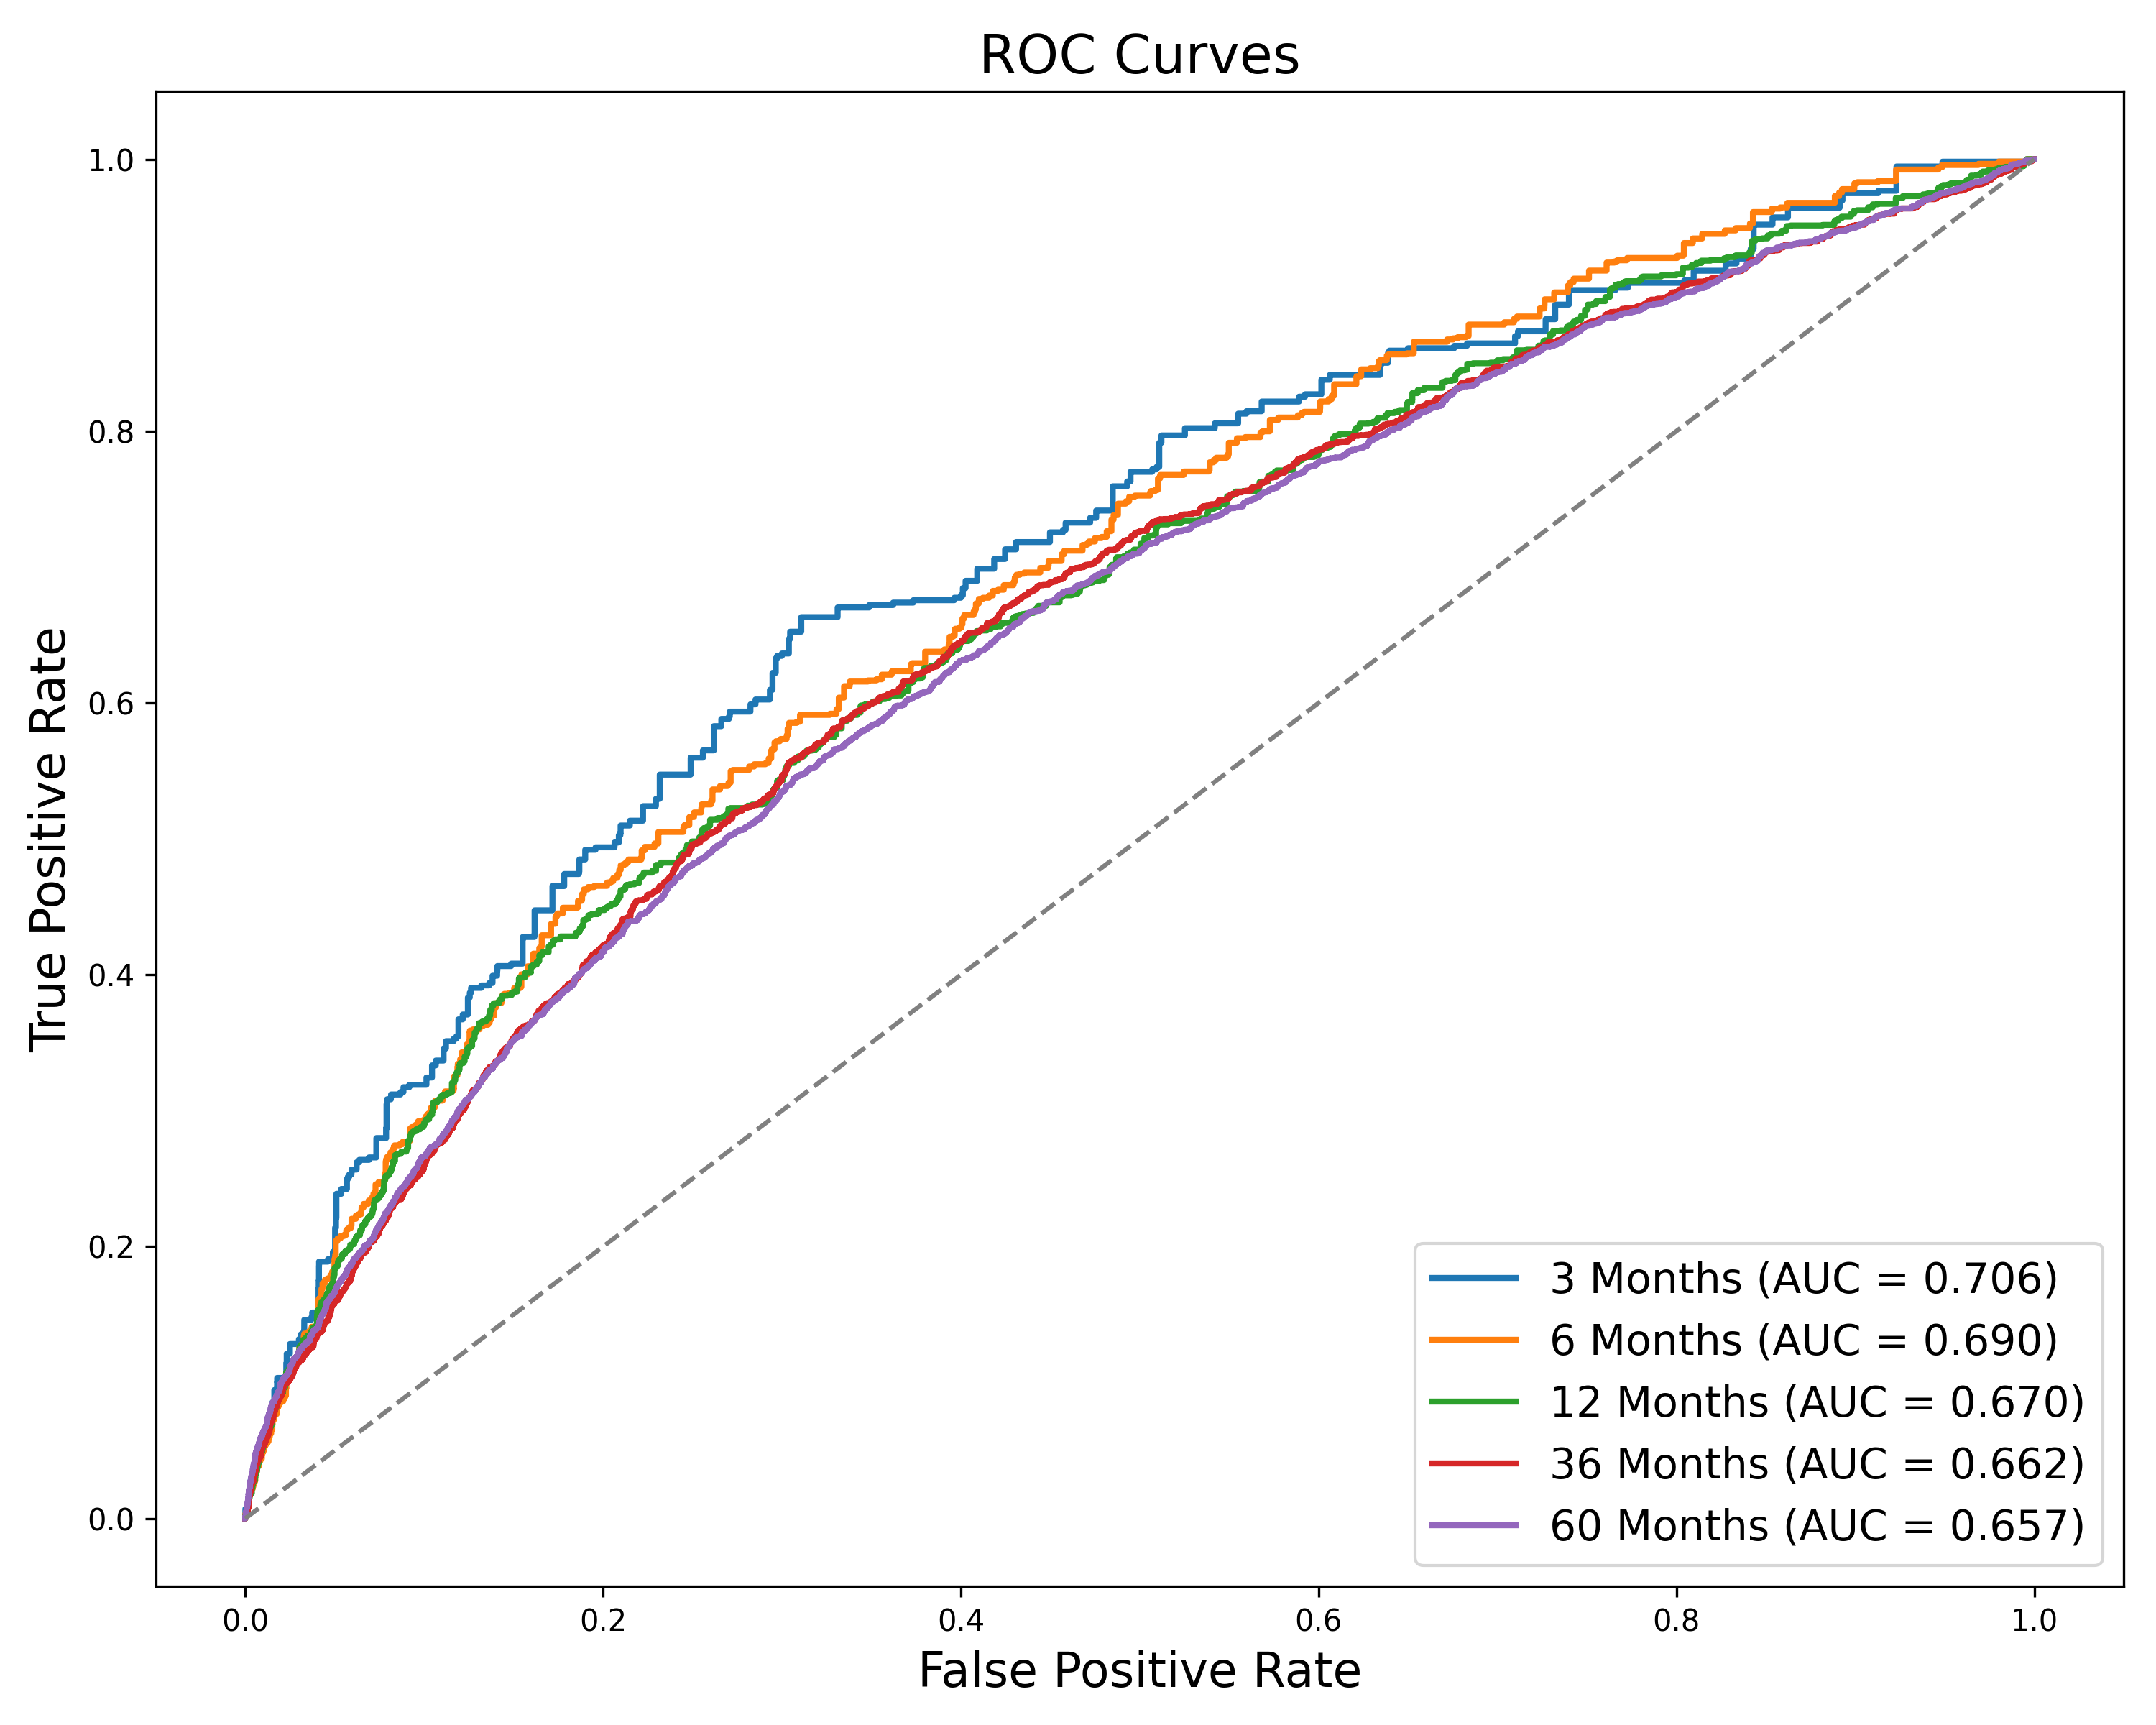 ROC Curves
True Positive Rate
1.0
0.8
0.6
0.4
0.2
0.0
3 Months (AUC = 0.706)
6 Months (AUC = 0.690)
12 Months (AUC = 0.670)
36 Months (AUC = 0.662)
60 Months (AUC = 0.657)
0.0 0.2 0.4 0.6 0.8 1.0
False Positive Rate